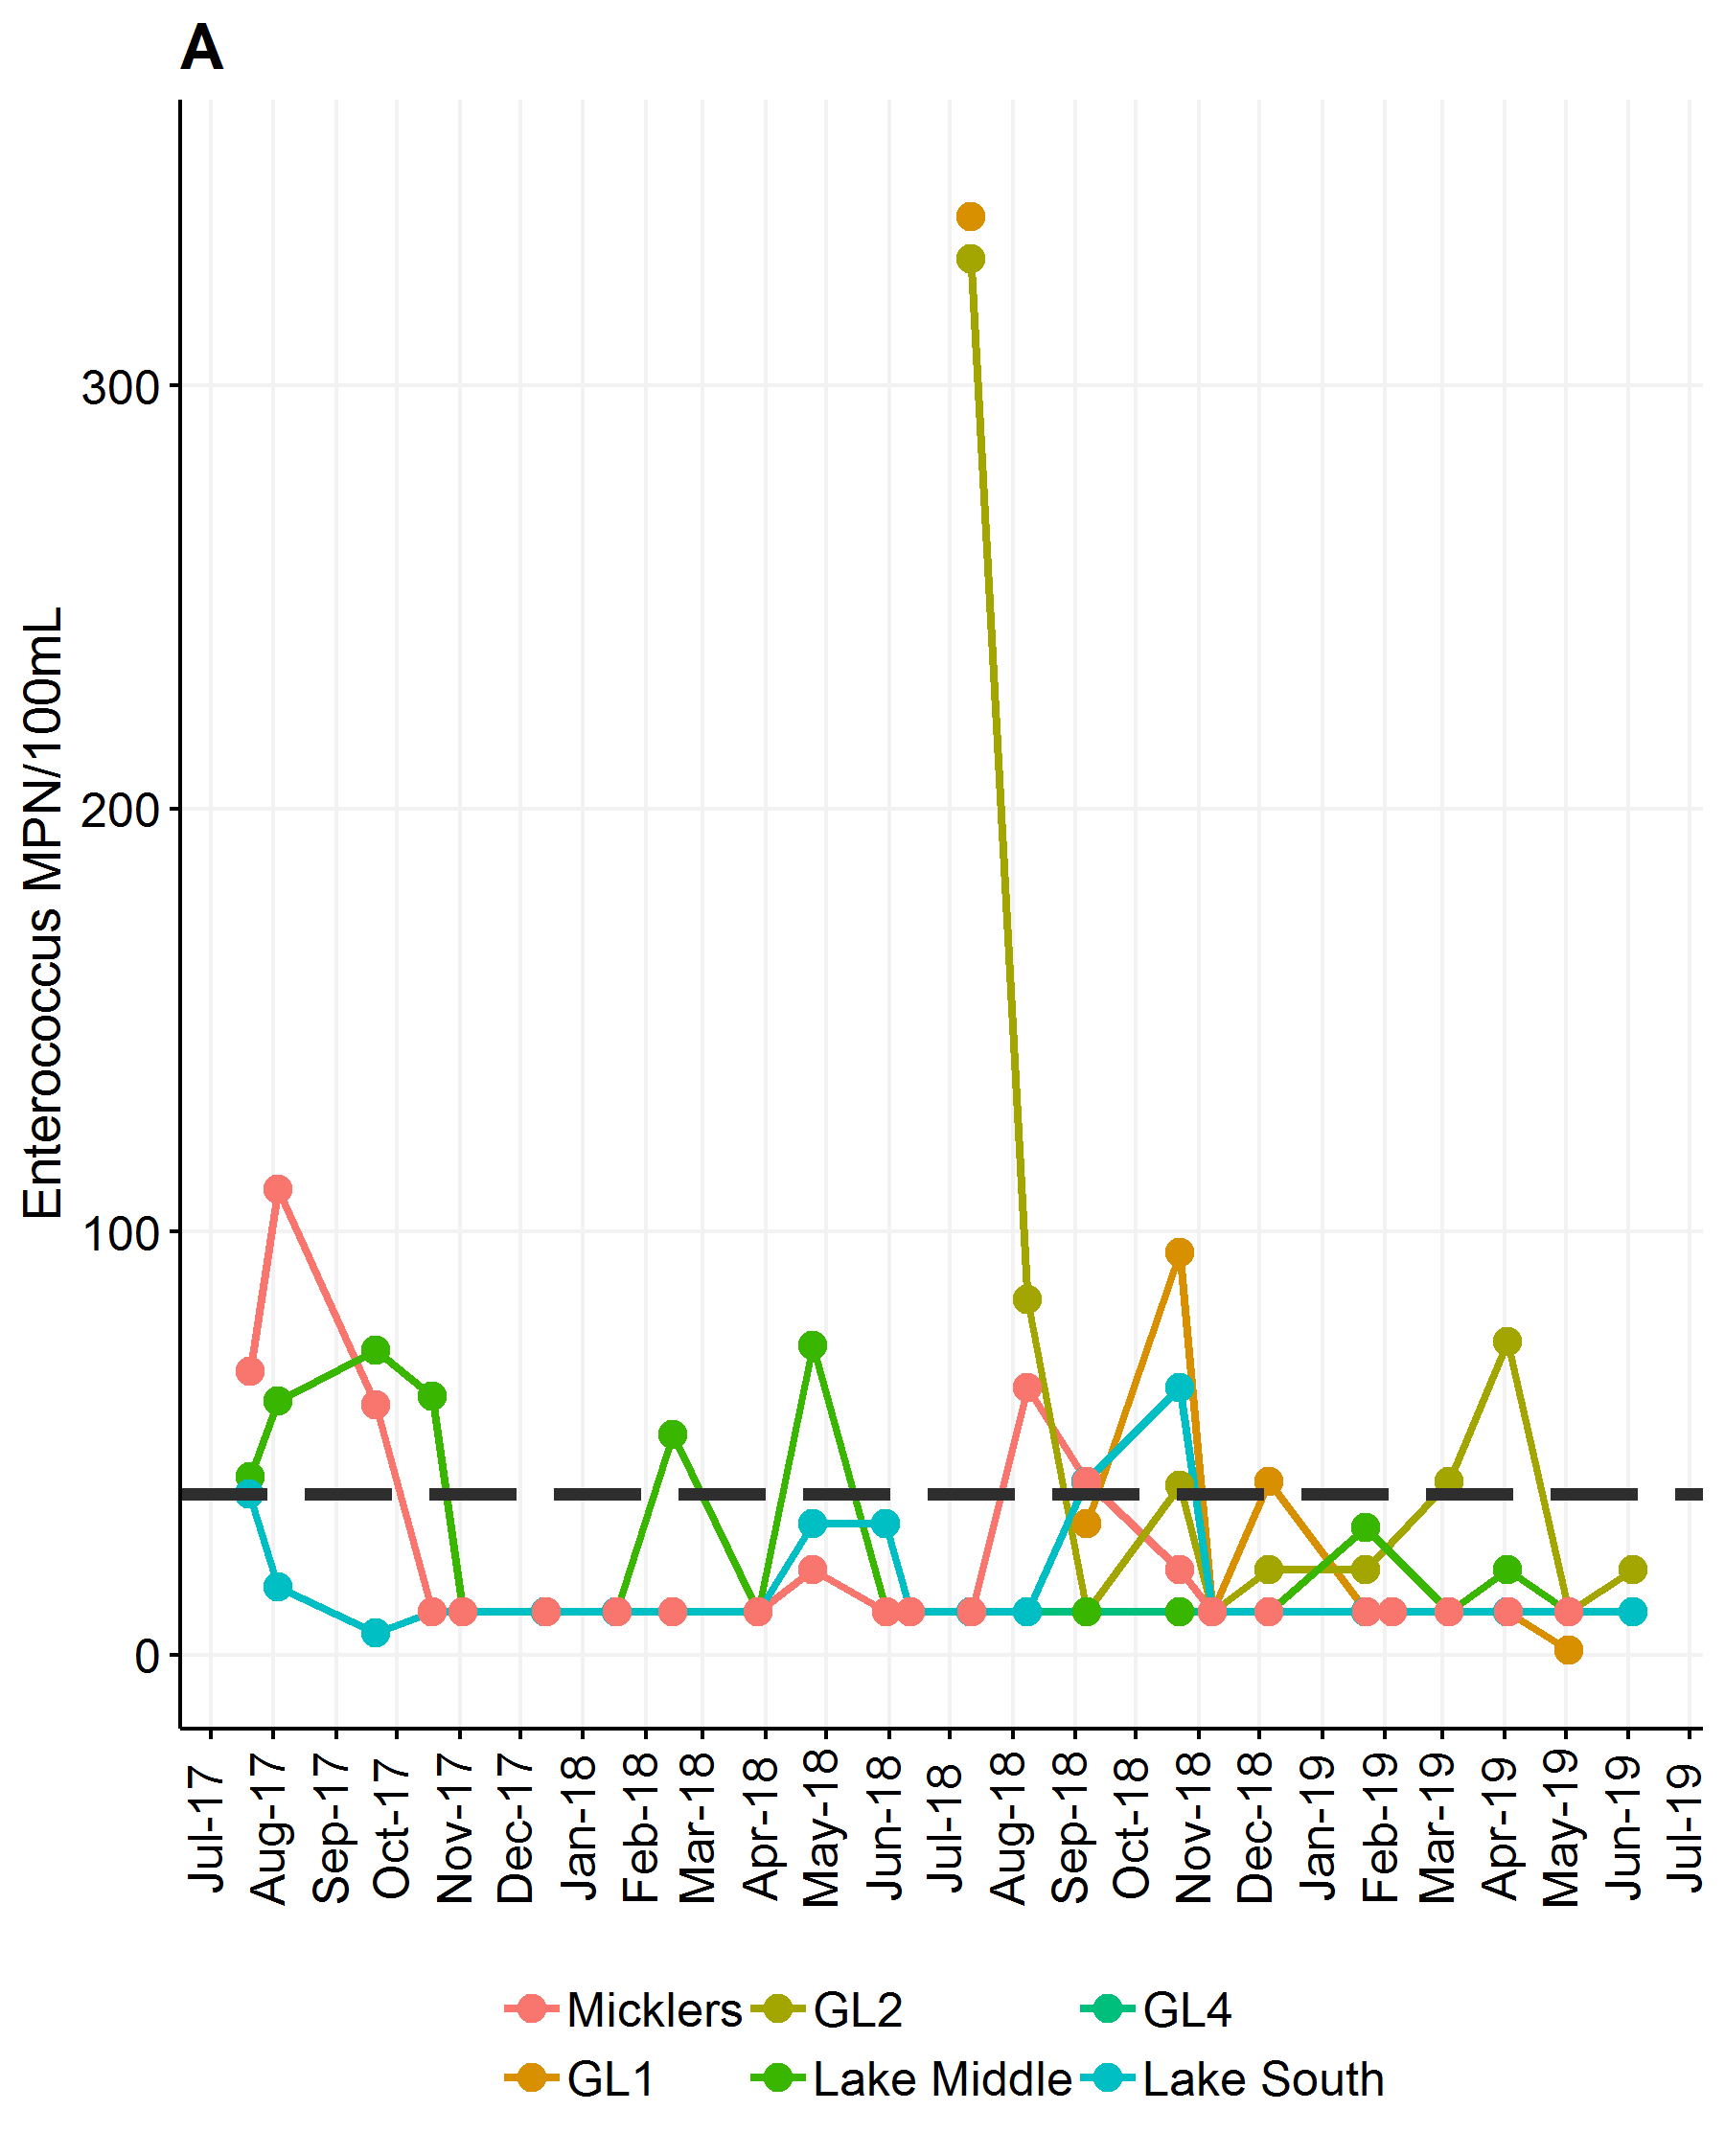 A
Enterococcus MPN/100mL
300
200
100
0
Jul-17
Aug-17
Sep-17
Oct-17
Nov-17
Dec-17
Jan-18
Feb-18
Mar-18
Apr-18
May-18
Jun-18
Jul-18
Aug-18
Sep-18
Oct-18
Nov-18
Dec-18
Jan-19
Feb-19
Mar-19
Apr-19
May-19
Jun-19
Jul-19
Micklers GL2 GL4
GL1 Lake Middle Lake South